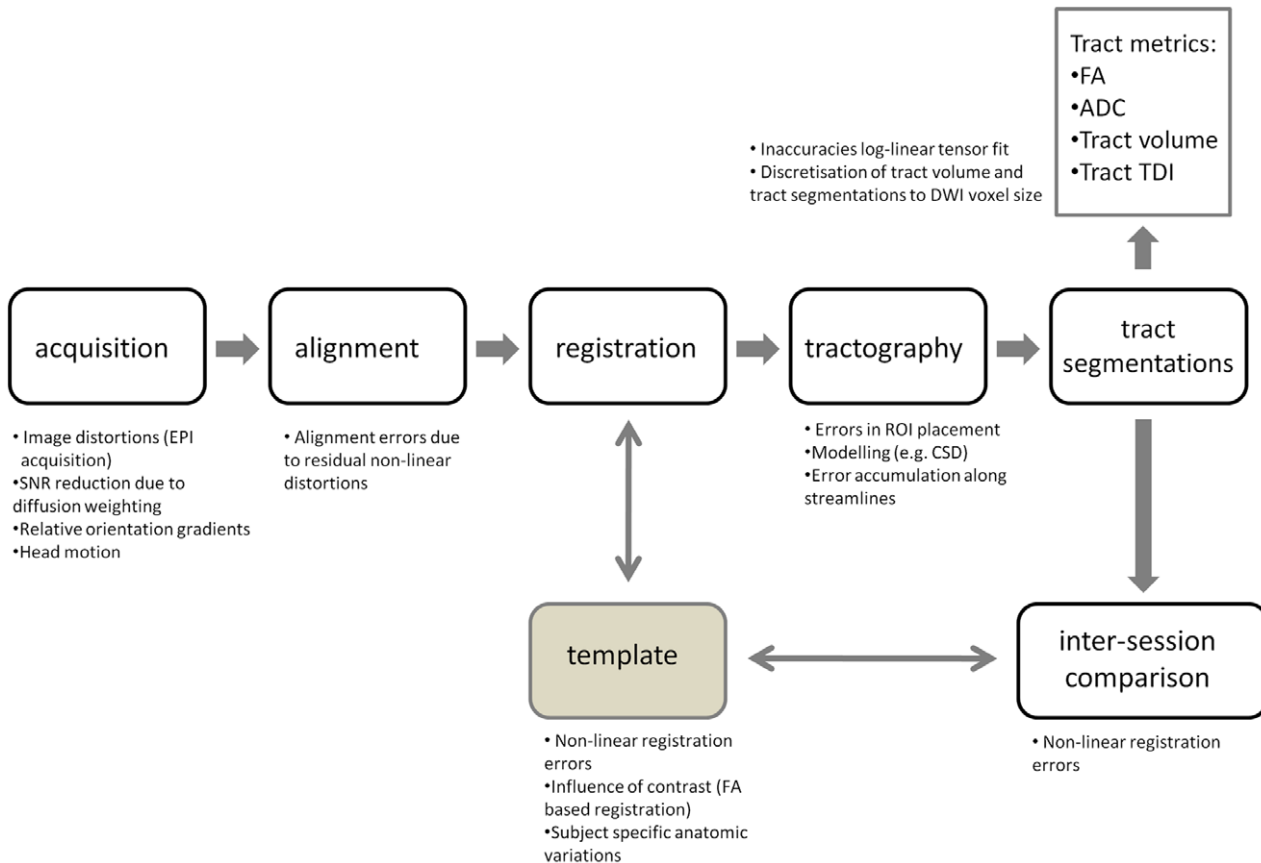 Tract metrics:
•FA
•ADC
•Tract volume
•Tract TDI
• Inaccuracies log-linear tensor fit
• Discretisation of tract volume and
tract segmentations to DWI voxel size
acquisition
alignment
registration
tractography
tract
segmentations
• Image distortions (EPI
acquisition)
•SNR reduction due to
diffusion weighting
•Relative orientation gradients
•Head motion
• Alignment errors due
to residual non-linear
distortions
• Errors in ROI placement
• Modelling (e.g. CSD)
•Error accumulation along
streamlines
template
inter-session
comparison
• Non-linear registration
errors
•Influence of contrast (FA
based registration)
•Subject specific anatomic
variations
• Non-linear registration
errors